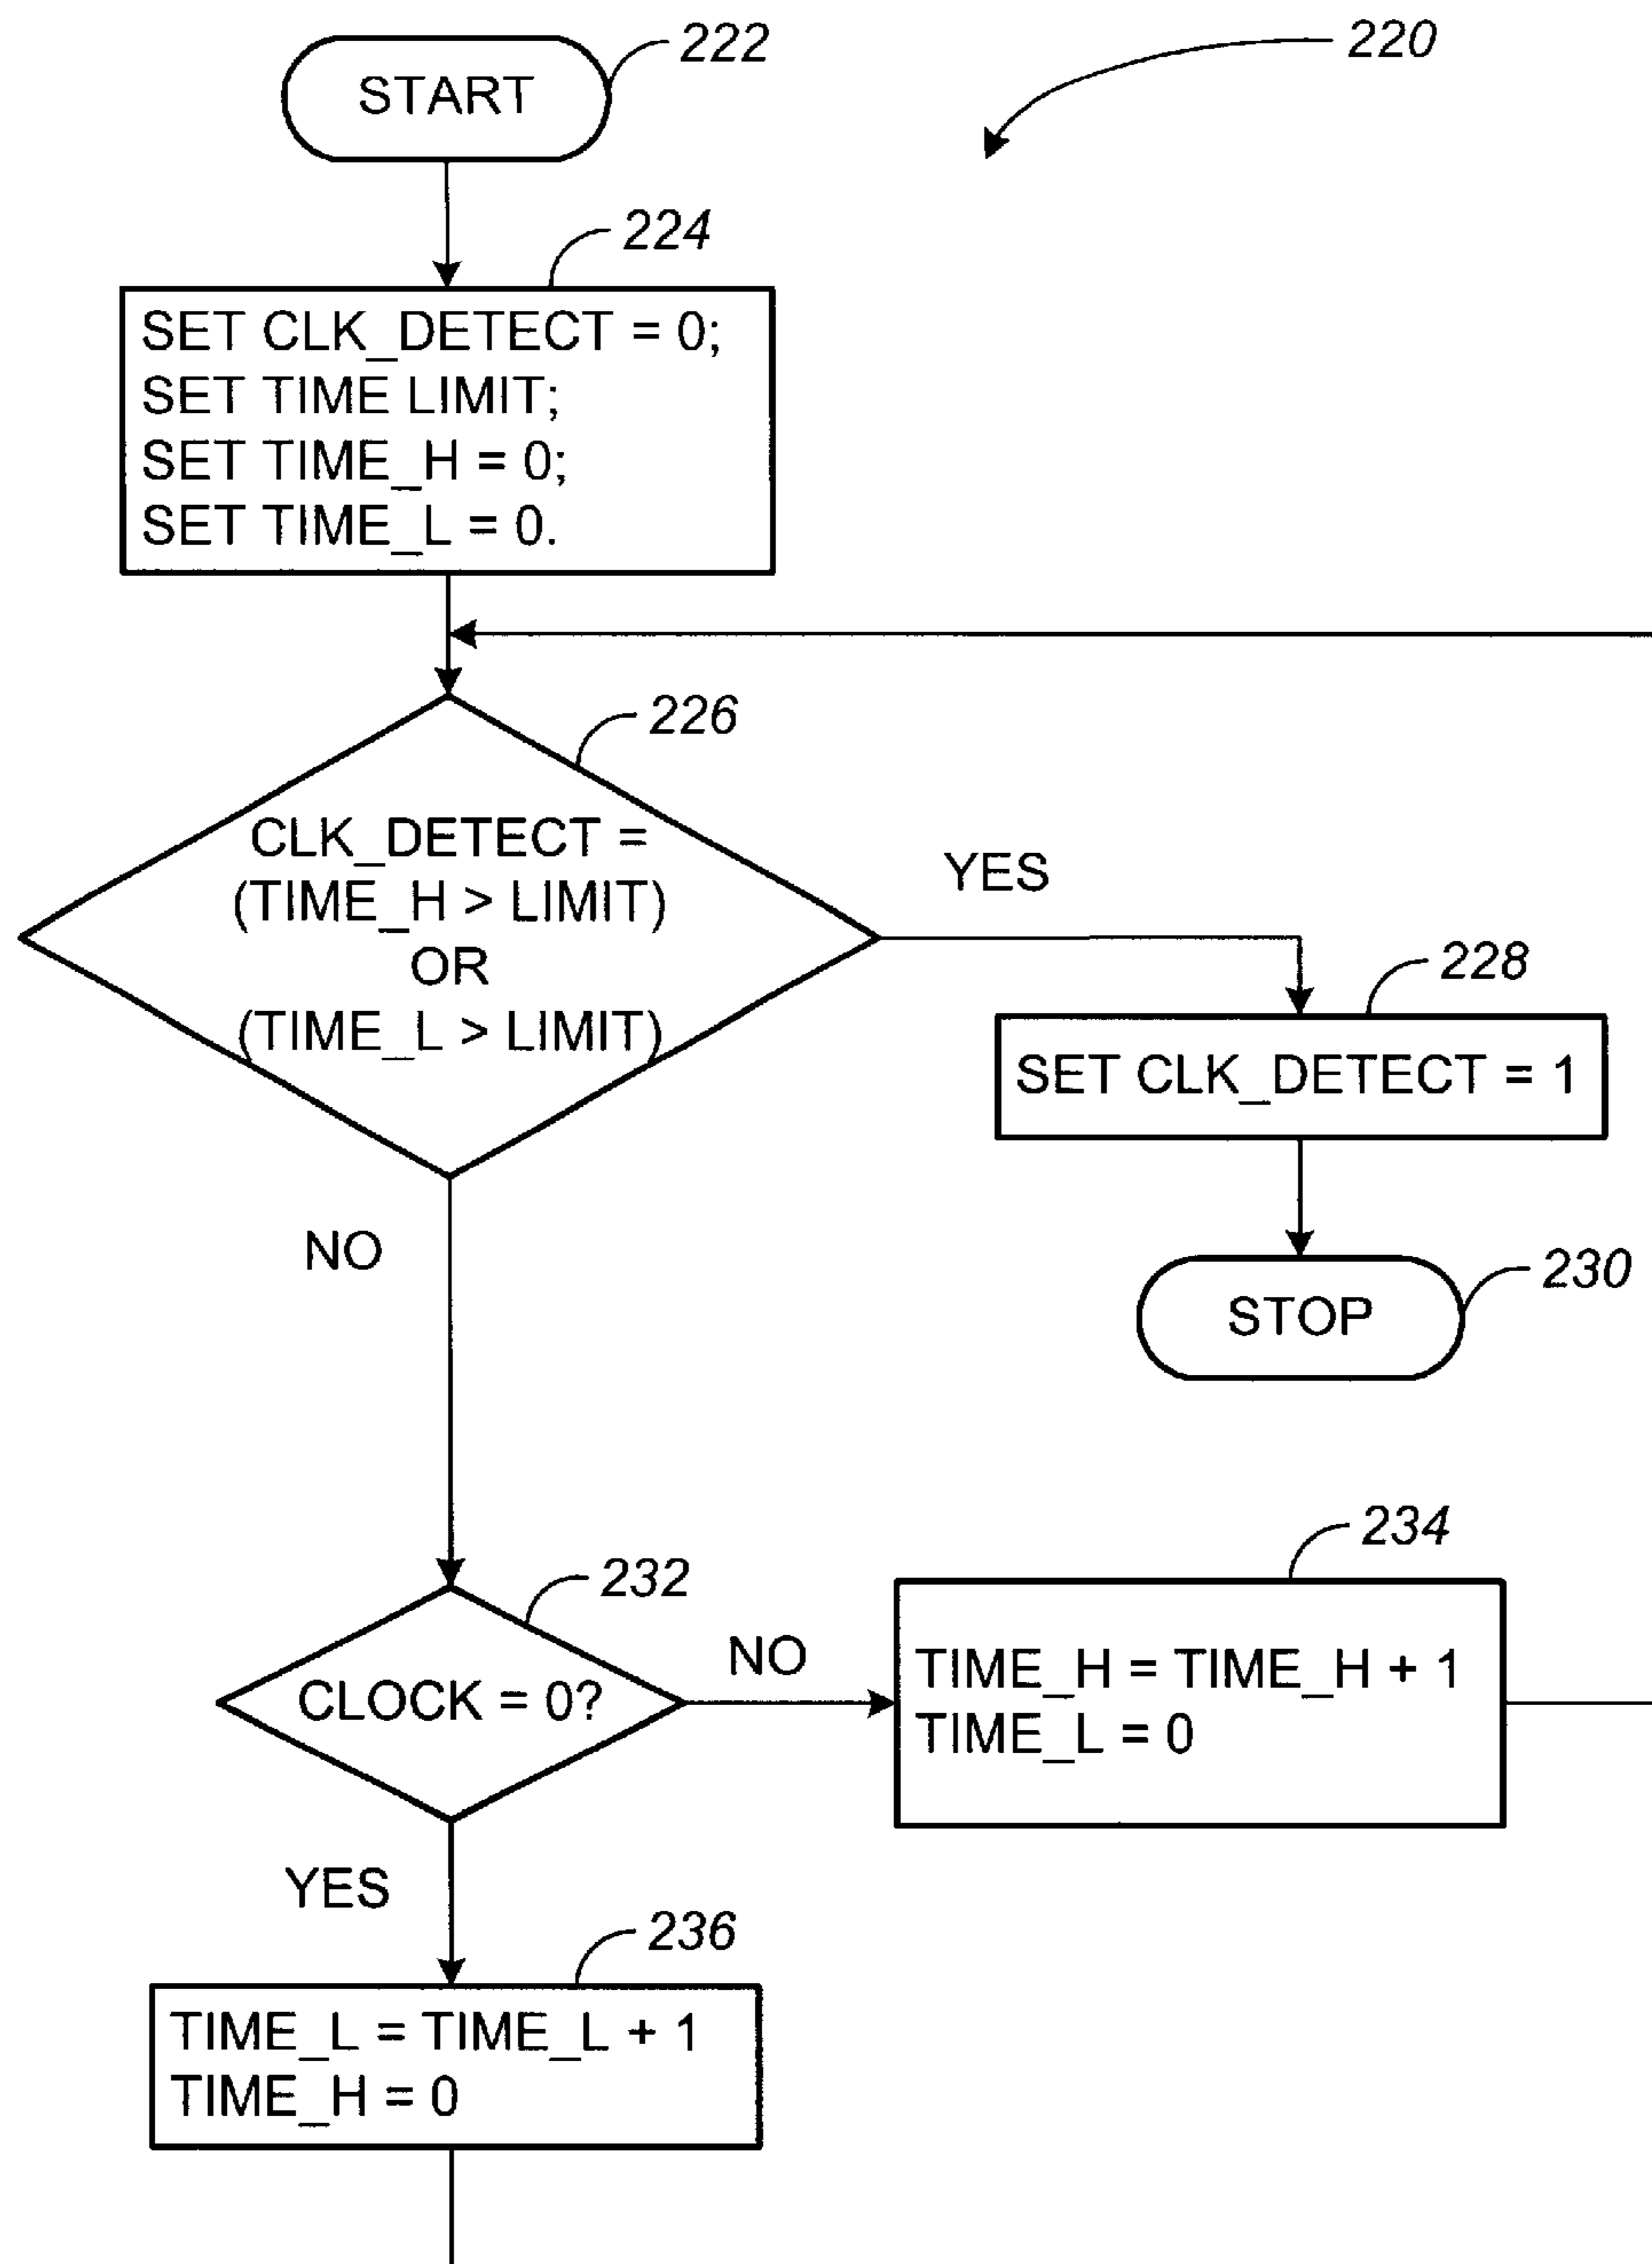 222
220
START
224
SET CLK_DETECT = 0;
SET TIME LIMIT;
SET TIME_H = 0;
SET TIME_L = 0.
226
CLK_DETECT =
(TIME_H > LIMIT)
OR
(TIME_L > LIMIT)
YES
228
SET CLK_DETECT = 1
NO
230
STOP
234
232
CLOCK = 0?
NO
TIME_H = TIME_H + 1
TIME_L = 0
YES
236
TIME_L = TIME_L + 1
TIME_H = 0